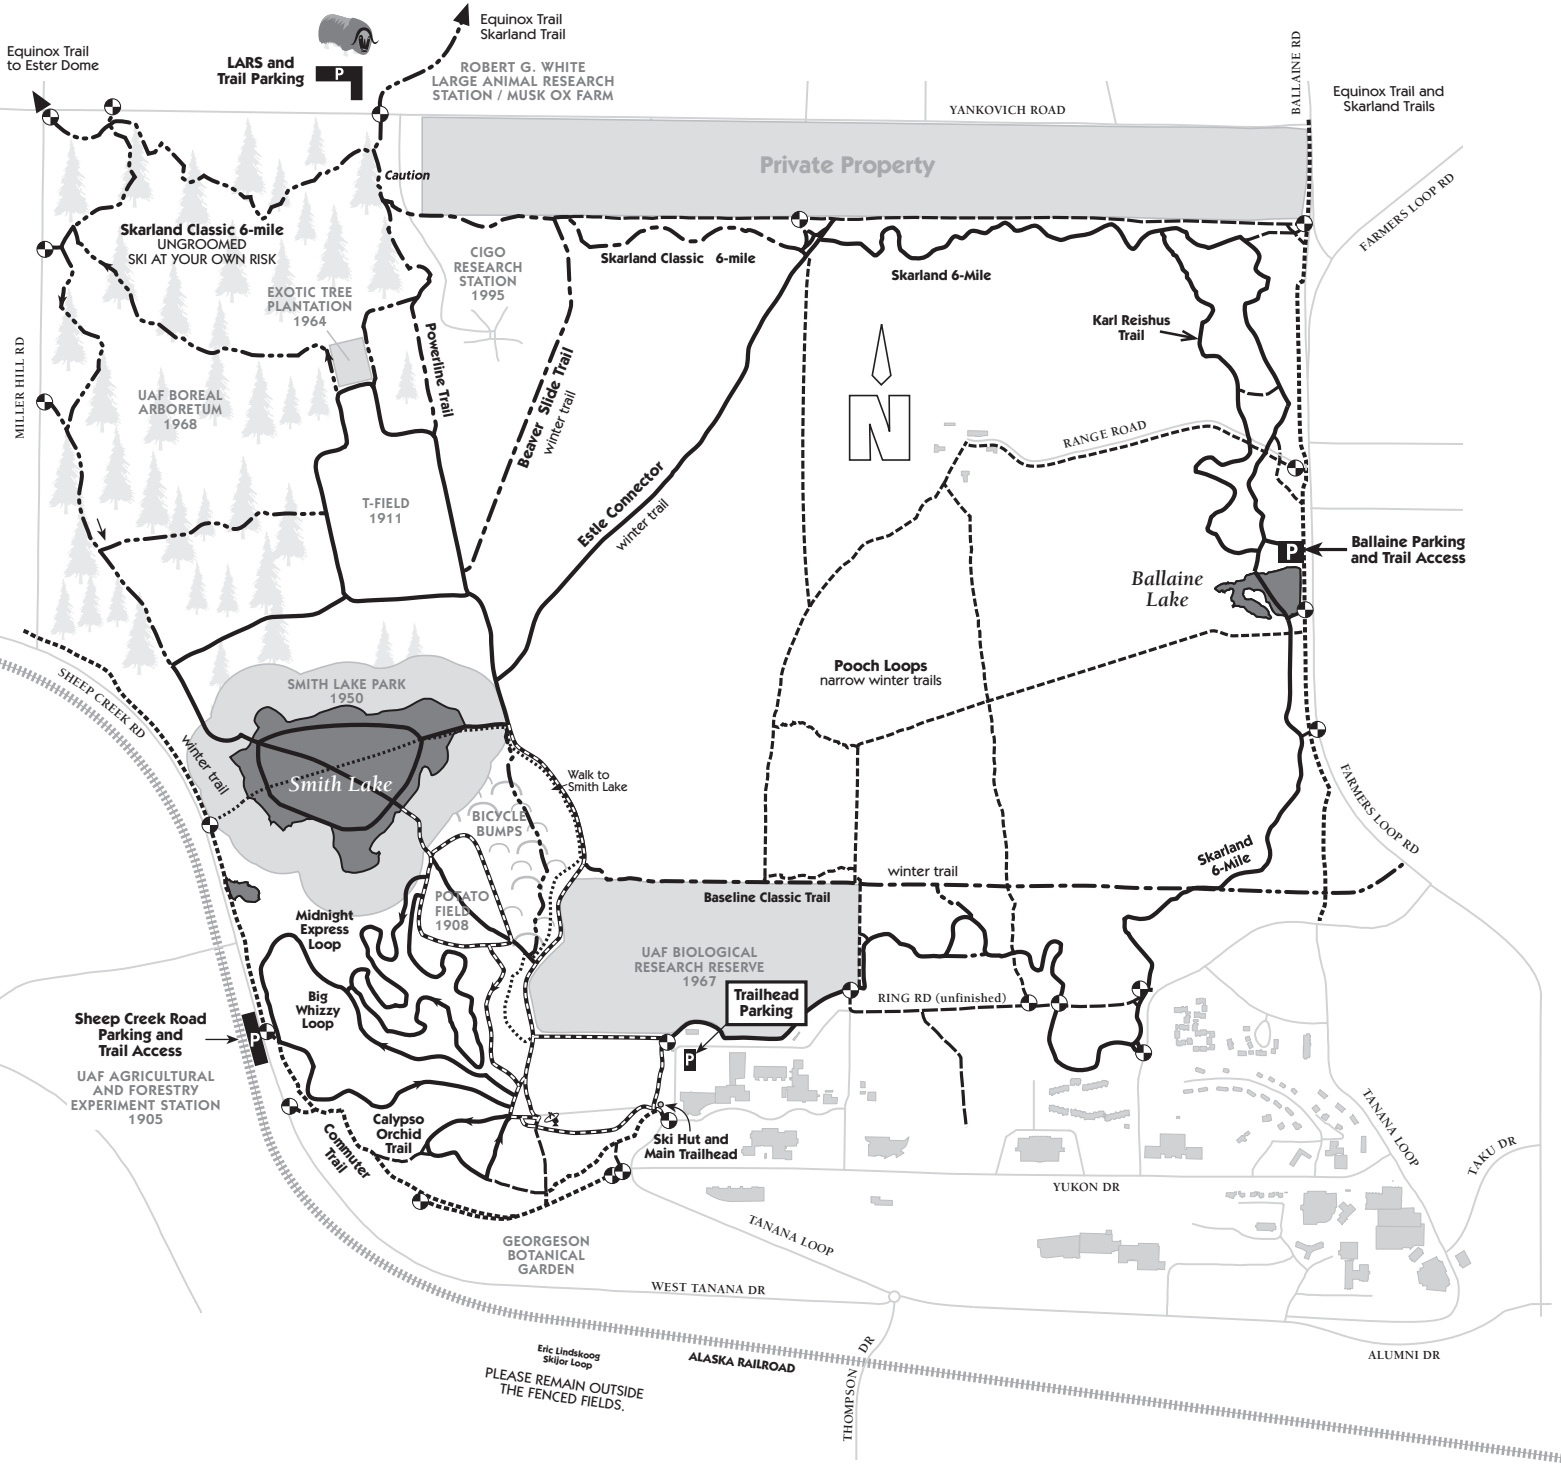 Equinox Trail
Skarland Trail
Equinox Trail
to Ester Dome
LARS and
Trail Parking
P
ROBERT G. WHITE
LARGE ANIMAL RESEARCH
STATION / MUSK OX FARM
YANKOVICH ROAD
BALLAINE RD
Equinox Trail and
Skarland Trails
Private Property
Caution
FARMERS LOOP RD
Skarland Classic 6-mile
UNGROOMED
SKI AT YOUR OWN RISK
CIGO
RESEARCH
STATION
1995
Skarland Classic 6-mile
Skarland 6-Mile
EXOTIC TREE
PLANTATION
1964
Karl Reishus
Trail
MILLER HILL RD
Powerline Trail
Beaver Slide Trail
winter trail
UAF BOREAL
ARBORETUM
1968
N
RANGE ROAD
T-FIELD
1911
Estle Connector
winter trail
P
Ballaine Parking
and Trail Access
Ballaine
Lake
Pooch Loops
narrow winter trails
SHEEP CREEK RD
SMITH LAKE PARK
1950
winter trail
Smith Lake
Walk to
Smith Lake
BICYCLE
BUMPS
FARMERS LOOP RD
Skarland
6-Mile
winter trail
Baseline Classic Trail
POTATO
FIELD
1908
Midnight
Express
Loop
UAF BIOLOGICAL
RESEARCH RESERVE
1967
Big
Whizzy
Loop
Trailhead
Parking
RING RD (unfinished)
Sheep Creek Road
Parking and
Trail Access
P
P
UAF AGRICULTURAL
AND FORESTRY
EXPERIMENT STATION
1905
Calypso
Orchid
Trail
Commuter
Trail
Ski Hut and
Main Trailhead
TANANA LOOP
TAKU DR
YUKON DR
TANANA LOOP
GEORGESON
BOTANICAL
GARDEN
WEST TANANA DR
Eric Lindskoog
Skijor Loop
PLEASE REMAIN OUTSIDE
THE FENCED FIELDS.
ALASKA RAILROAD
THOMPSON DR
ALUMNI DR